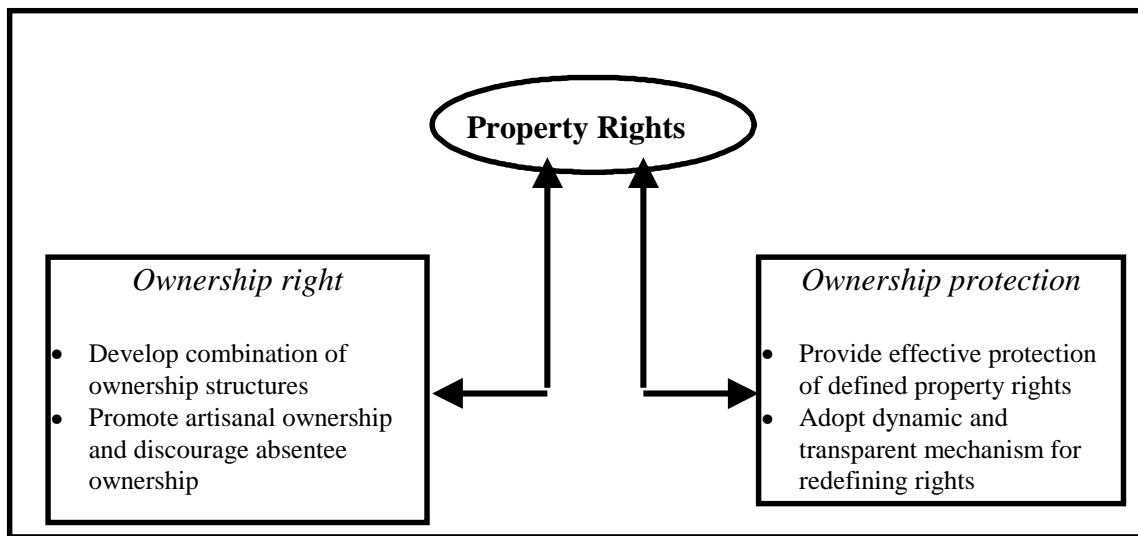 Property Rights
Ownership right
• Develop combination of
ownership structures
• Promote artisanal ownership
and discourage absentee
ownership
Ownership protection
• Provide effective protection
of defined property rights
• Adopt dynamic and
transparent mechanism for
redefining rights